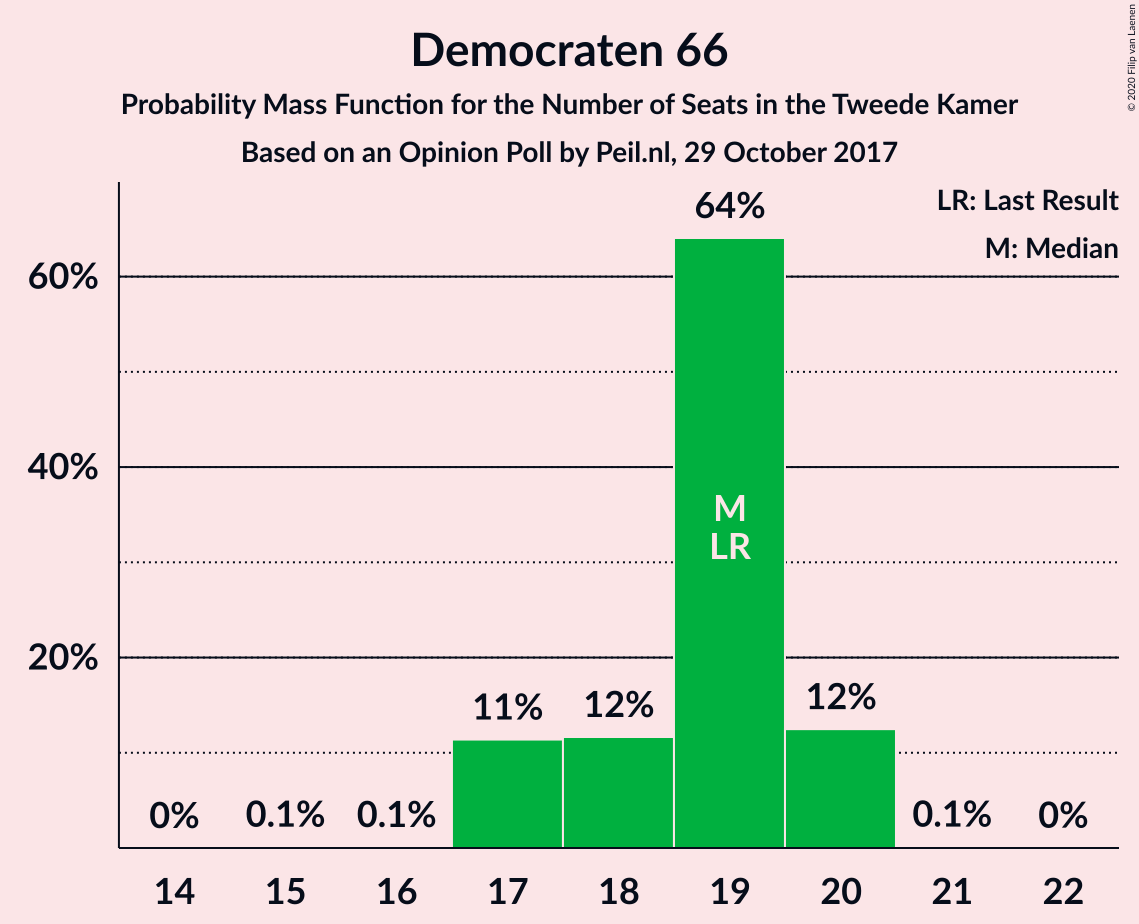 Democraten 66
Probability Mass Function for the Number of Seats in the Tweede Kamer
Based on an Opinion Poll by Peil.nl, 29 October 2017
© 2020 Filip van Laenen
LR: Last Result
M: Median
60%
40%
20%
0%
0.1%
0.1%
11%
12%
64%
M
LR
12%
0.1%
0%
14
15
16
17
18
19
20
21
22